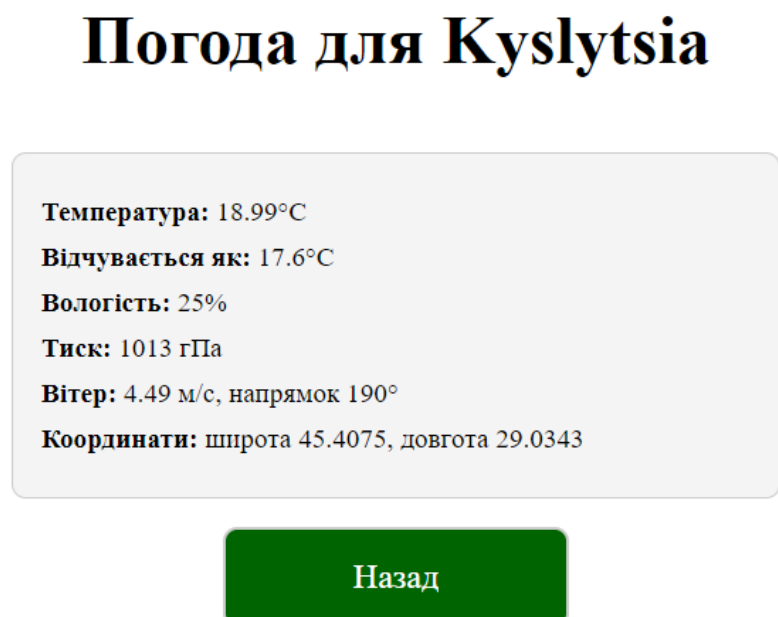 Погода для Kyslytsia
Температура: 18.99°C
Відчувається як: 17.6°C
Вологість: 25%
Тиск: 1013 гПа
Вітер: 4.49 м/с, напрямок 190°
Координати: широта 45.4075, довгота 29.0343
Назад